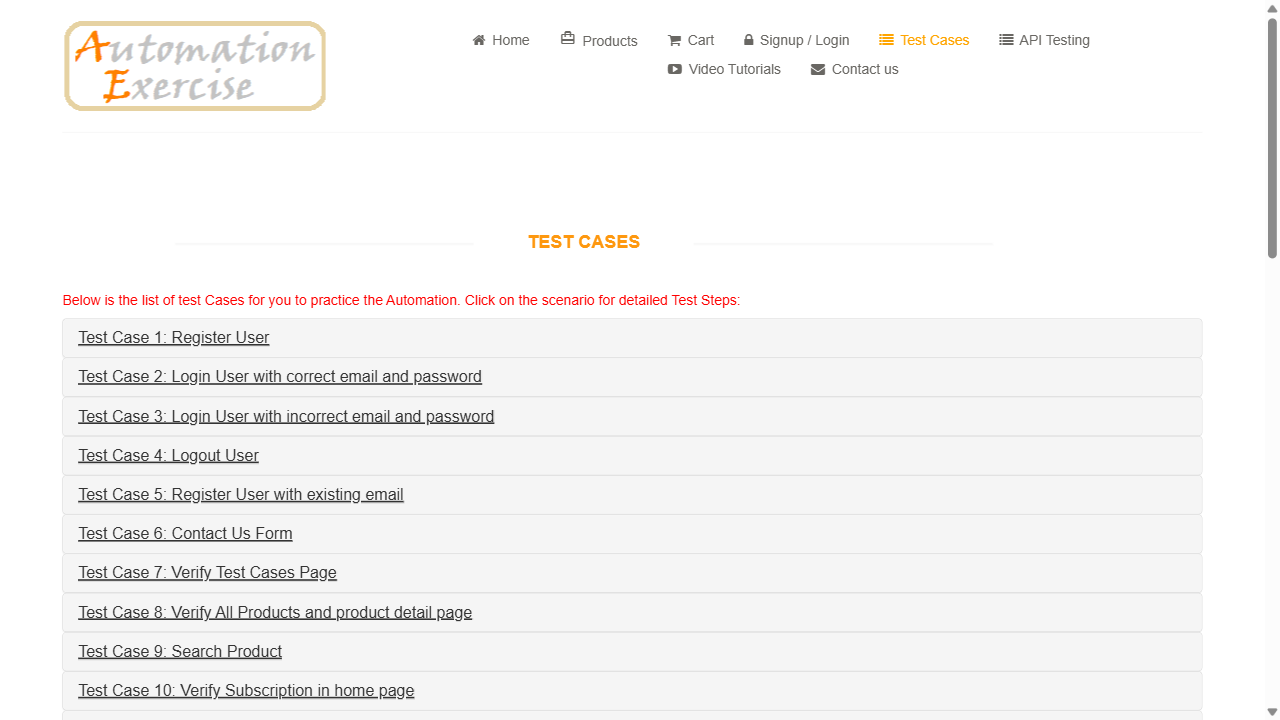 Automation
Exercise
Home Products Cart Signup / Login Test Cases API Testing
Video Tutorials Contact us
TEST CASES
Below is the list of test Cases for you to practice the Automation. Click on the scenario for detailed Test Steps:
Test Case 1: Register User
Test Case 2: Login User with correct email and password
Test Case 3: Login User with incorrect email and password
Test Case 4: Logout User
Test Case 5: Register User with existing email
Test Case 6: Contact Us Form
Test Case 7: Verify Test Cases Page
Test Case 8: Verify All Products and product detail page
Test Case 9: Search Product
Test Case 10: Verify Subscription in home page